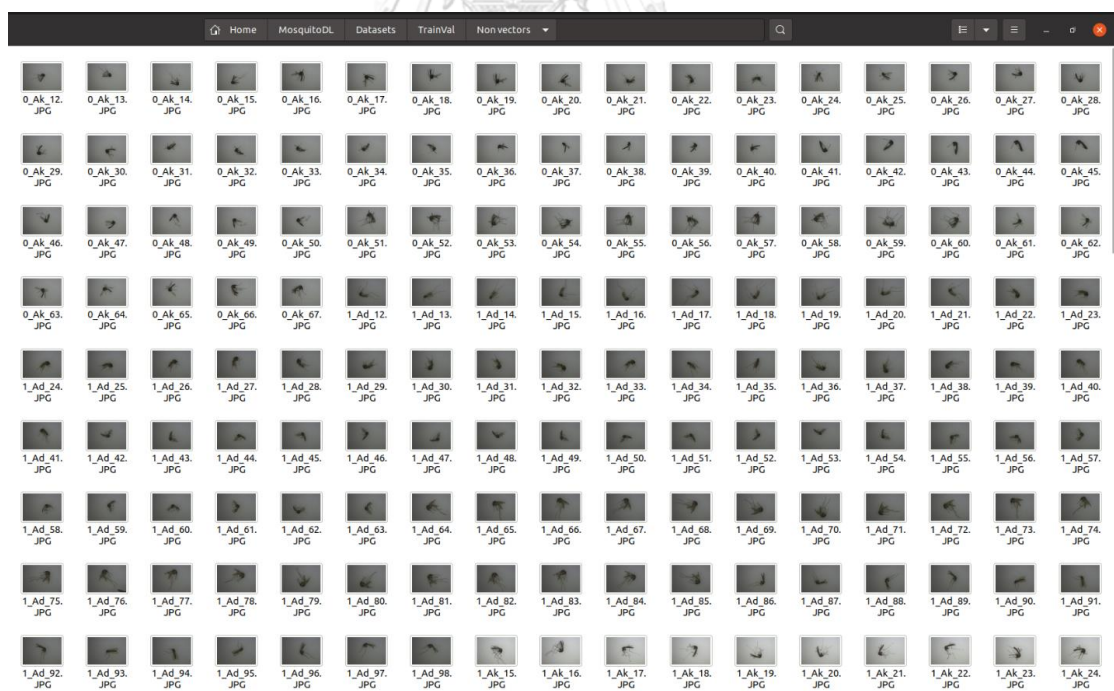 Home MosquitoDL Datasets TrainVal Nonvectors
0_Ak_12. 0_Ak_13. 0_Ak_14. 0_Ak_15. 0_Ak_16. 0_Ak_17. 0_Ak_18. 0_Ak_19. 0_Ak_20. 0_Ak_21. 0_Ak_22. 0_Ak_23. 0_Ak_24. 0_Ak_25. 0_Ak_26. 0_Ak_27. 0_Ak_28.
JPG JPG JPG JPG JPG JPG JPG JPG JPG JPG JPG JPG JPG JPG JPG JPG JPG
0_Ak_29. 0_Ak_30. 0_Ak_31. 0_Ak_32. 0_Ak_33. 0_Ak_34. 0_Ak_35. 0_Ak_36. 0_Ak_37. 0_Ak_38. 0_Ak_39. 0_Ak_40. 0_Ak_41. 0_Ak_42. 0_Ak_43. 0_Ak_44. 0_Ak_45.
JPG JPG JPG JPG JPG JPG JPG JPG JPG JPG JPG JPG JPG JPG JPG JPG JPG
0_Ak_46. 0_Ak_47. 0_Ak_48. 0_Ak_49. 0_Ak_50. 0_Ak_51. 0_Ak_52. 0_Ak_53. 0_Ak_54. 0_Ak_55. 0_Ak_56. 0_Ak_57. 0_Ak_58. 0_Ak_59. 0_Ak_60. 0_Ak_61. 0_Ak_62.
JPG JPG JPG JPG JPG JPG JPG JPG JPG JPG JPG JPG JPG JPG JPG JPG JPG
0_Ak_63. 0_Ak_64. 0_Ak_65. 0_Ak_66. 0_Ak_67. 1_Ad_12. 1_Ad_13. 1_Ad_14. 1_Ad_15. 1_Ad_16. 1_Ad_17. 1_Ad_18. 1_Ad_19. 1_Ad_20. 1_Ad_21. 1_Ad_22. 1_Ad_23.
JPG JPG JPG JPG JPG JPG JPG JPG JPG JPG JPG JPG JPG JPG JPG JPG JPG
1_Ad_24. 1_Ad_25. 1_Ad_26. 1_Ad_27. 1_Ad_28. 1_Ad_29. 1_Ad_30. 1_Ad_31. 1_Ad_32. 1_Ad_33. 1_Ad_34. 1_Ad_35. 1_Ad_36. 1_Ad_37. 1_Ad_38. 1_Ad_39. 1_Ad_40.
JPG JPG JPG JPG JPG JPG JPG JPG JPG JPG JPG JPG JPG JPG JPG JPG JPG
1_Ad_41. 1_Ad_42. 1_Ad_43. 1_Ad_44. 1_Ad_45. 1_Ad_46. 1_Ad_47. 1_Ad_48. 1_Ad_49. 1_Ad_50. 1_Ad_51. 1_Ad_52. 1_Ad_53. 1_Ad_54. 1_Ad_55. 1_Ad_56. 1_Ad_57.
JPG JPG JPG JPG JPG JPG JPG JPG JPG JPG JPG JPG JPG JPG JPG JPG JPG
1_Ad_58. 1_Ad_59. 1_Ad_60. 1_Ad_61. 1_Ad_62. 1_Ad_63. 1_Ad_64. 1_Ad_65. 1_Ad_66. 1_Ad_67. 1_Ad_68. 1_Ad_69. 1_Ad_70. 1_Ad_71. 1_Ad_72. 1_Ad_73. 1_Ad_74.
JPG JPG JPG JPG JPG JPG JPG JPG JPG JPG JPG JPG JPG JPG JPG JPG JPG
1_Ad_75. 1_Ad_76. 1_Ad_77. 1_Ad_78. 1_Ad_79. 1_Ad_80. 1_Ad_81. 1_Ad_82. 1_Ad_83. 1_Ad_84. 1_Ad_85. 1_Ad_86. 1_Ad_87. 1_Ad_88. 1_Ad_89. 1_Ad_90. 1_Ad_91.
JPG JPG JPG JPG JPG JPG JPG JPG JPG JPG JPG JPG JPG JPG JPG JPG JPG
1_Ad_92. 1_Ad_93. 1_Ad_94. 1_Ad_95. 1_Ad_96. 1_Ad_97. 1_Ad_98. 1_Ak_15. 1_Ak_16. 1_Ak_17. 1_Ak_18. 1_Ak_19. 1_Ak_20. 1_Ak_21. 1_Ak_22. 1_Ak_23. 1_Ak_24.
JPG JPG JPG JPG JPG JPG JPG JPG JPG JPG JPG JPG JPG JPG JPG JPG JPG